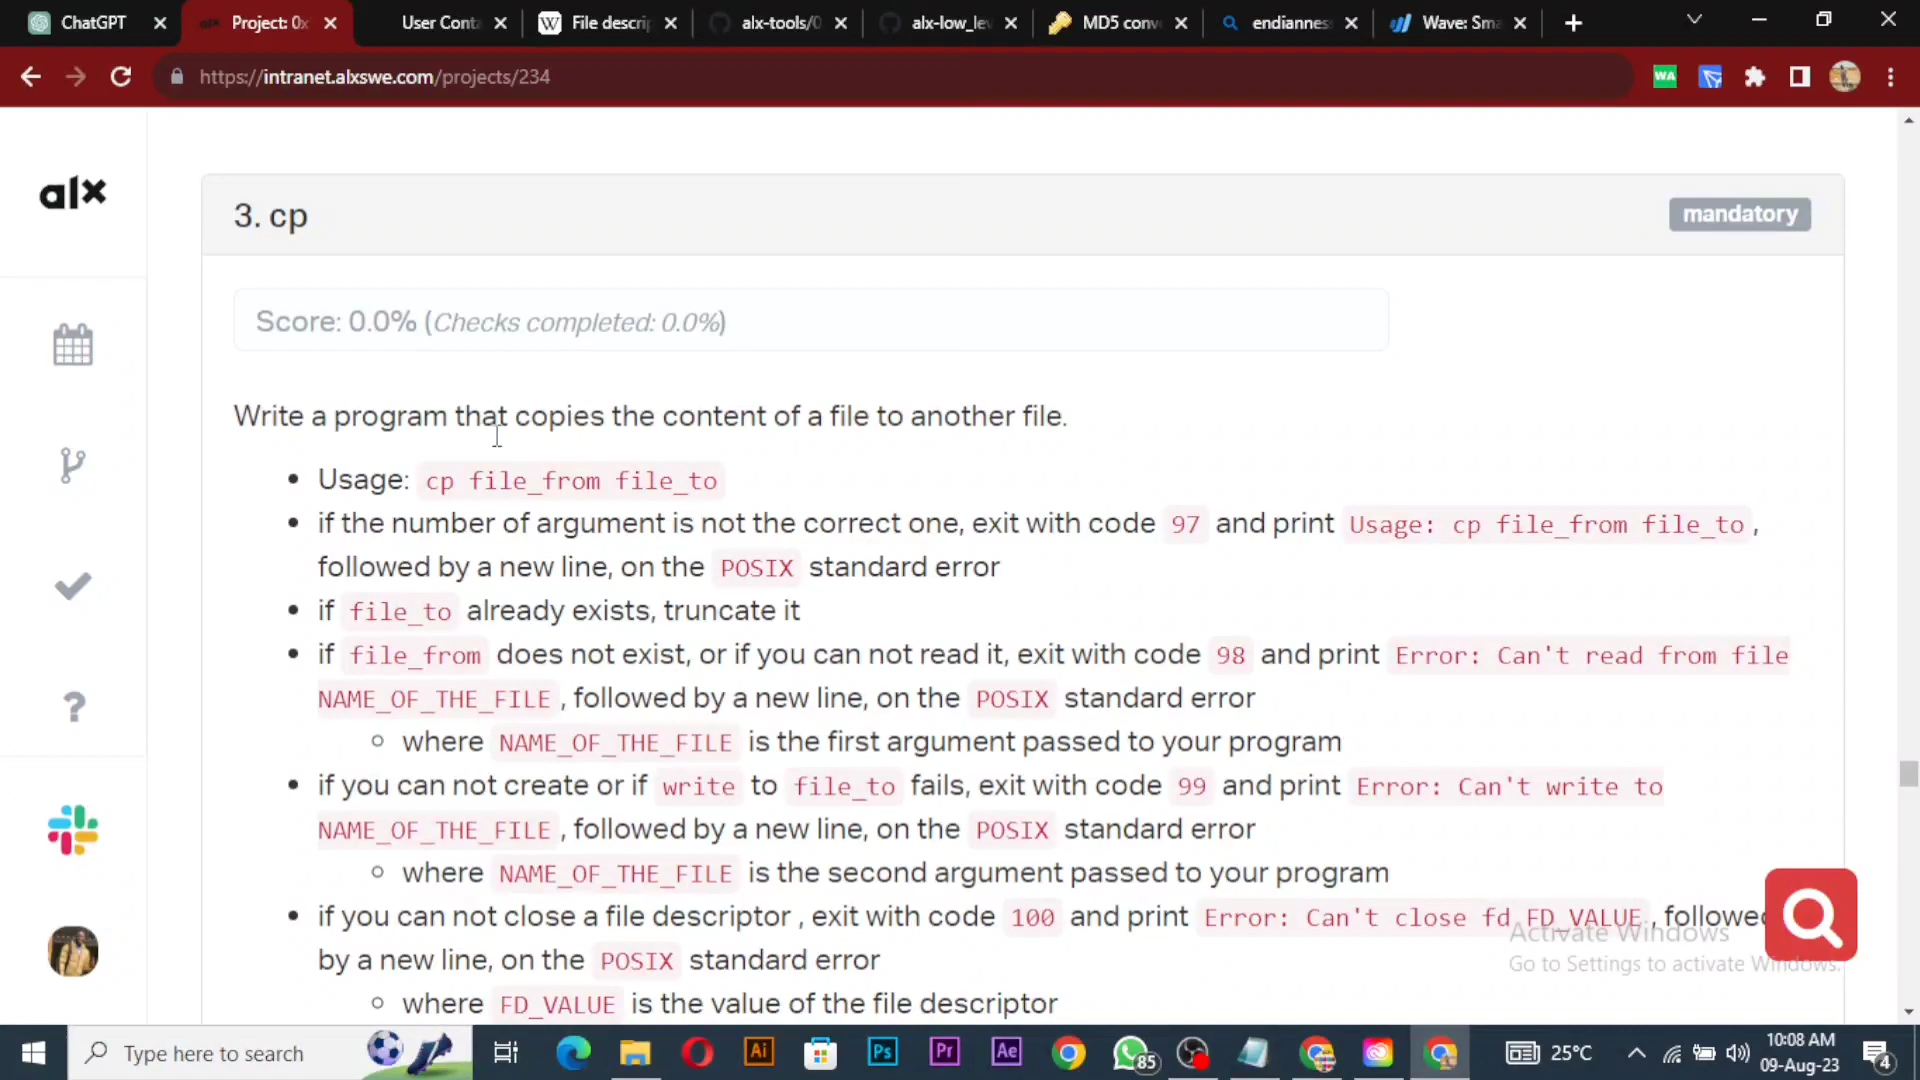 ChatGPT
Project: 0x
User Conta
File descrip
alx-tools/0
alx-low_lev
MD5 conv
endianness
Wave: Sma
https://intranet.alxswe.com/projects/234
WA
alx
3. cp
mandatory
Score: 0.0% (Checks completed: 0.0%)
Write a program that copies the content of a file to another file.
• Usage: cp file_from file_to
• if the number of argument is not the correct one, exit with code 97 and print Usage: cp file_from file_to,
followed by a new line, on the POSIX standard error
• if file_to already exists, truncate it
• if file_from does not exist, or if you can not read it, exit with code 98 and print Error: Can't read from file
NAME_OF_THE_FILE, followed by a new line, on the POSIX standard error
where NAME_OF_THE_FILE is the first argument passed to your program
• if you can not create or if write to file_to fails, exit with code 99 and print Error: Can't write to
NAME_OF_THE_FILE, followed by a new line, on the POSIX standard error
where NAME_OF_THE_FILE is the second argument passed to your program
• if you can not close a file descriptor , exit with code 100 and print Error: Can't close fd FD_VALUE, followed
by a new line, on the POSIX standard error
where FD_VALUE is the value of the file descriptor
?
Activate Windows
Go to Settings to activate Windows.
Type here to search
Ai
Ps
Pr
Ae
85
25°C
10:08 AM
09-Aug-23
4